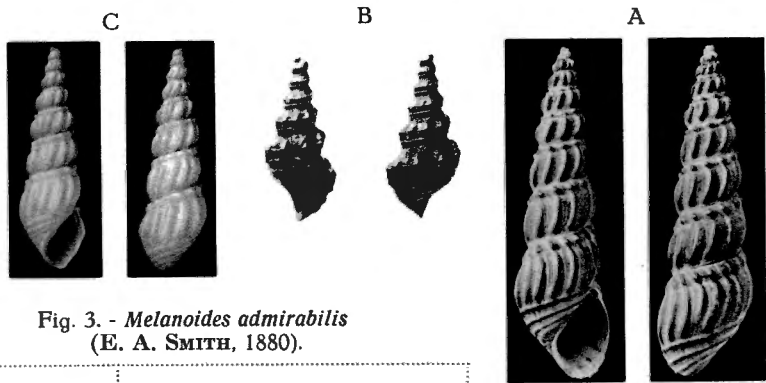 C B A
Fig. 3. - Melanoides admirabilis
(E. A. SMITH, 1880).